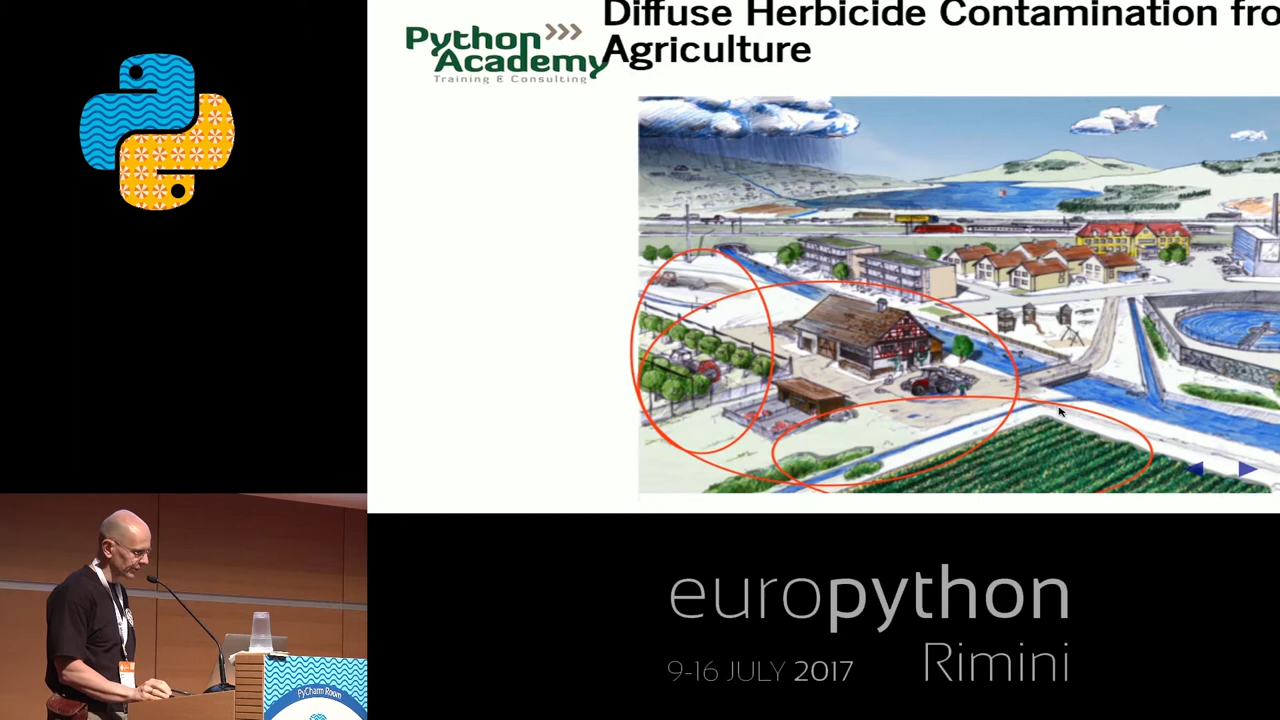 Diffuse Herbicide Contamination fro
Agriculture
Python
Academy
Training & Consulting
europython
9-16 JULY 2017
Rimini
PyCharm Room